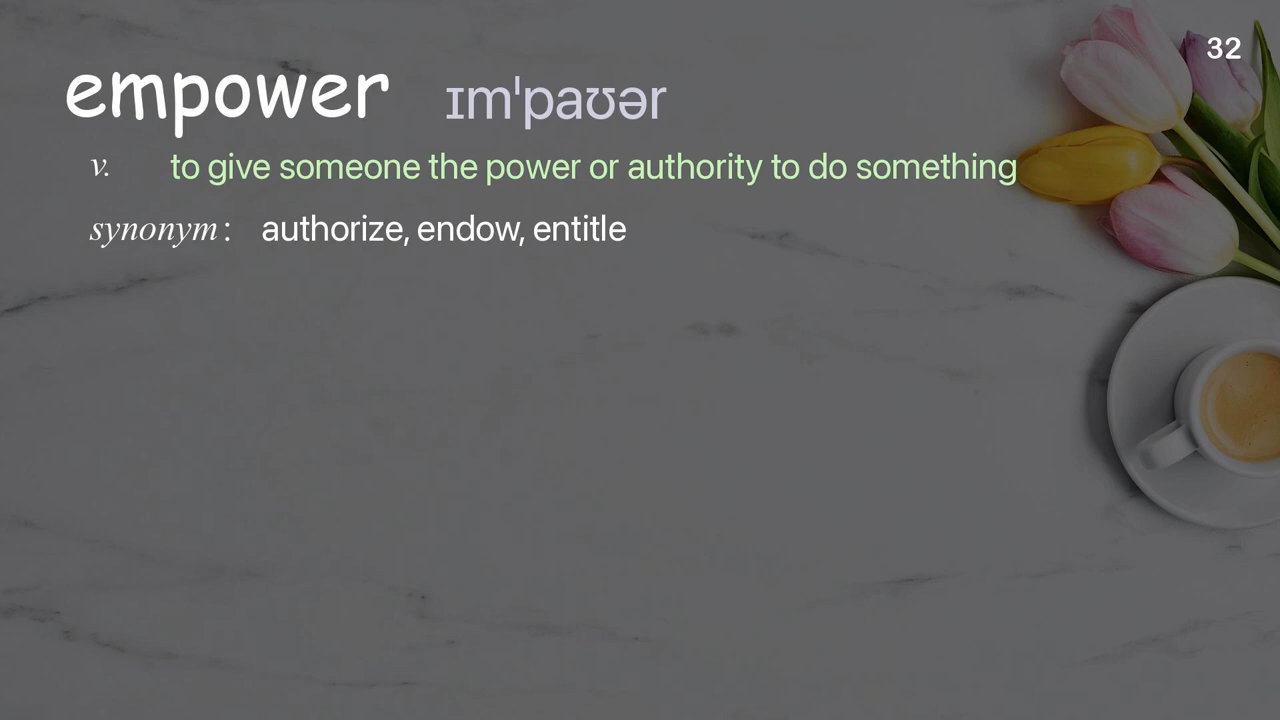 32
empower ɪmˈpaʊər
v. to give someone the power or authority to do something
synonym : authorize, endow, entitle